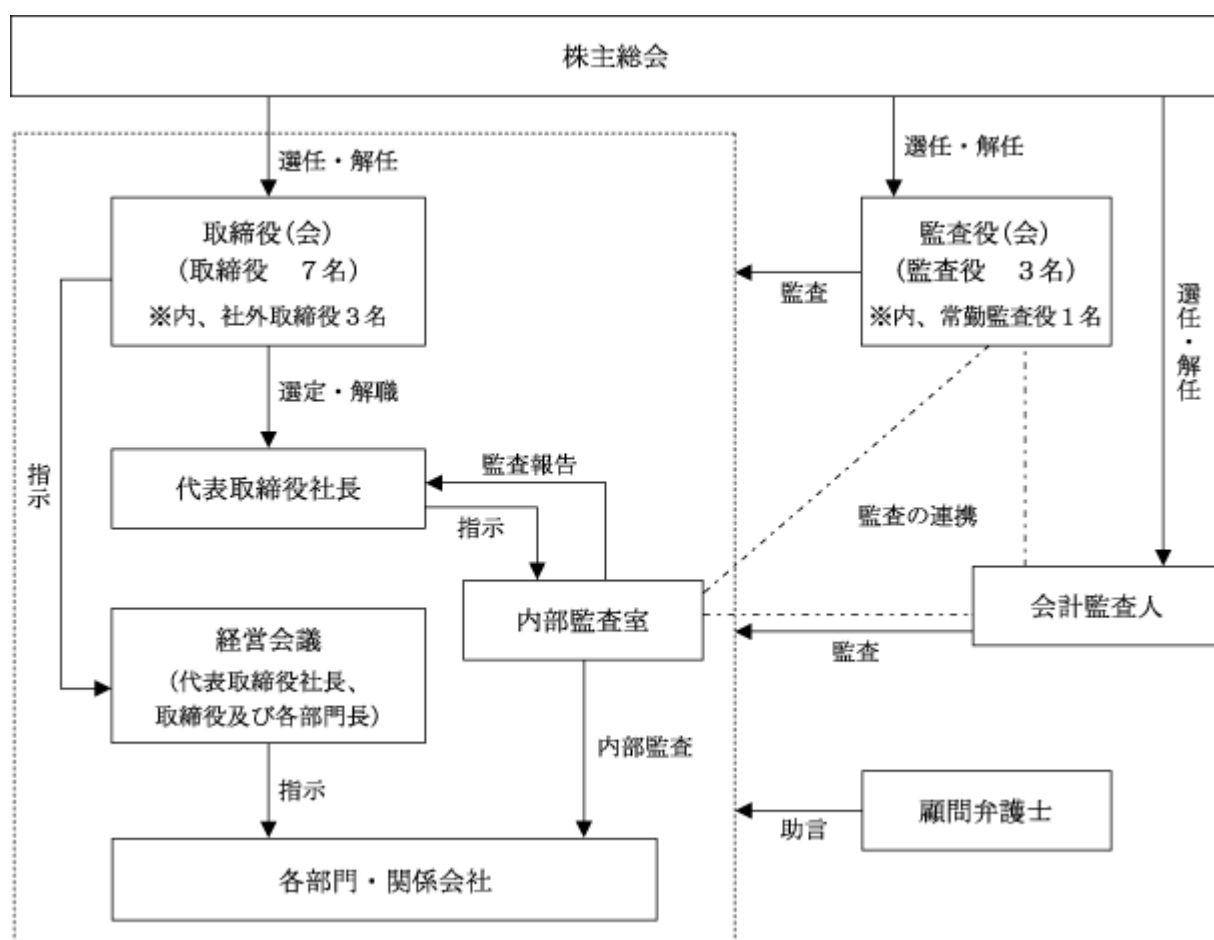 株主総会
選任・解任
選任・解任
選任・解任
取締役(会)
(取締役　7名)
※内、社外取締役3名
監査役(会)
(監査役　3名)
※内、常勤監査役1名
監査
選定・解職
指示
代表取締役社長
監査報告
指示
監査の連携
内部監査室
会計監査人
監査
経営会議
(代表取締役社長、
取締役及び各部門長)
内部監査
指示
顧問弁護士
助言
各部門・関係会社